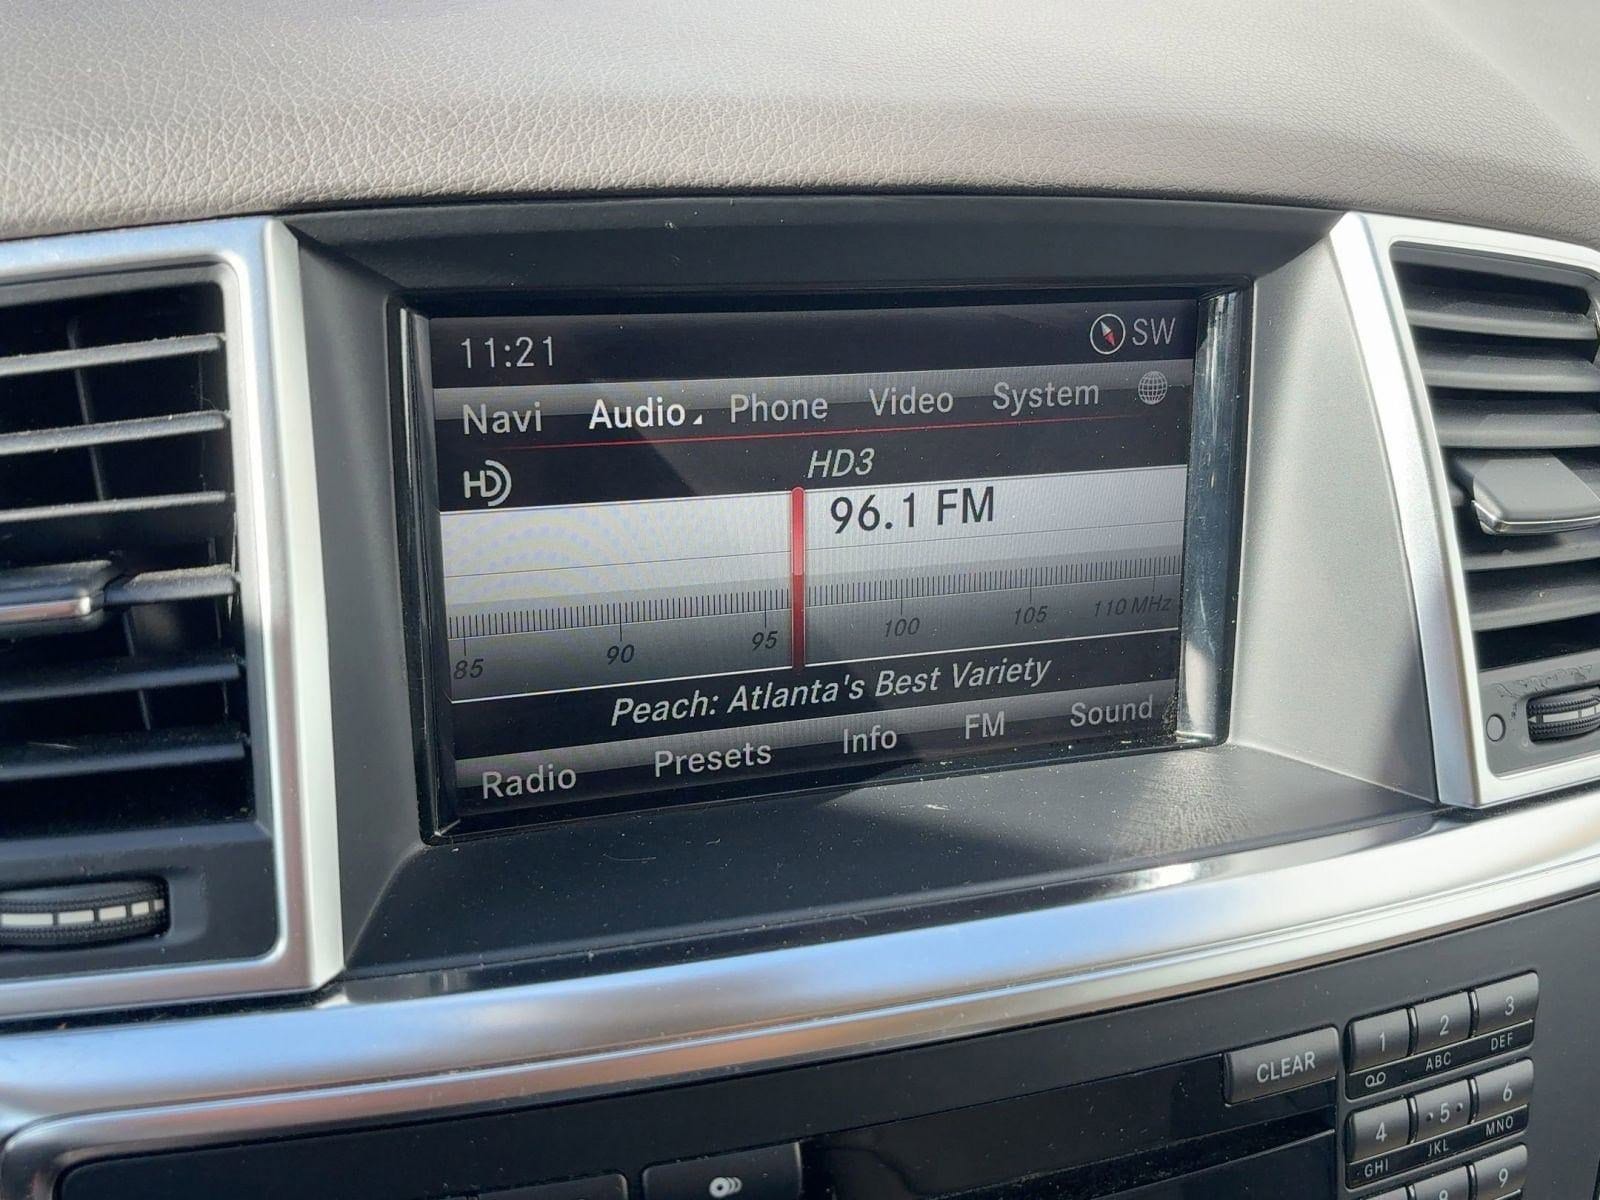 11:21 SW
Navi Audio Phone Video System
HD HD3
96.1 FM
85 90 95 100 105 110 MHz
Peach: Atlanta's Best Variety
Radio Presets Info FM Sound
CLEAR 1 2 3
ABC DEF
4 5 6
GHI JKL MNO
8 9